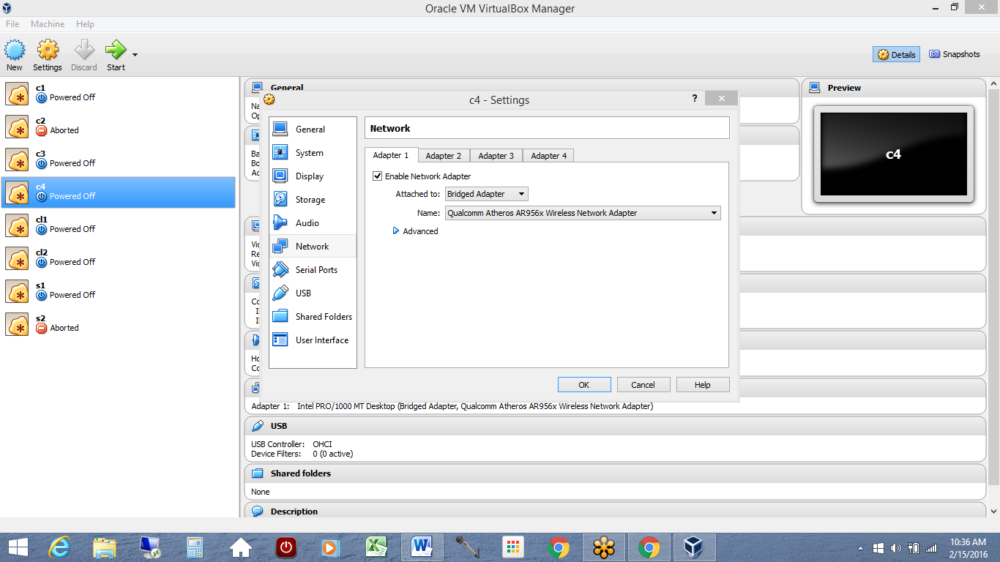 Oracle VM VirtualBox Manager
File Machine Help
New Settings Discard Start
Details Snapshots
c1
Powered Off
c2
Aborted
c3
Powered Off
c4
Powered Off
cl1
Powered Off
cl2
Powered Off
s1
Powered Off
s2
Aborted
General
Na
Op
Ba
Bo
Ac
Vic
Re
Vic
Co
I
I
Ho
Co
Preview
c4
c4 - Settings
?
General
System
Display
Storage
Audio
Network
Serial Ports
USB
Shared Folders
User Interface
Network
Adapter 1 Adapter 2 Adapter 3 Adapter 4
Enable Network Adapter
Attached to: Bridged Adapter
Name: Qualcomm Atheros AR956x Wireless Network Adapter
Advanced
OK Cancel Help
Adapter 1: Intel PRO/1000 MT Desktop (Bridged Adapter, Qualcomm Atheros AR956x Wireless Network Adapter)
USB
USB Controller: OHCI
Device Filters: 0 (0 active)
Shared folders
None
Description
10:36 AM
2/15/2016